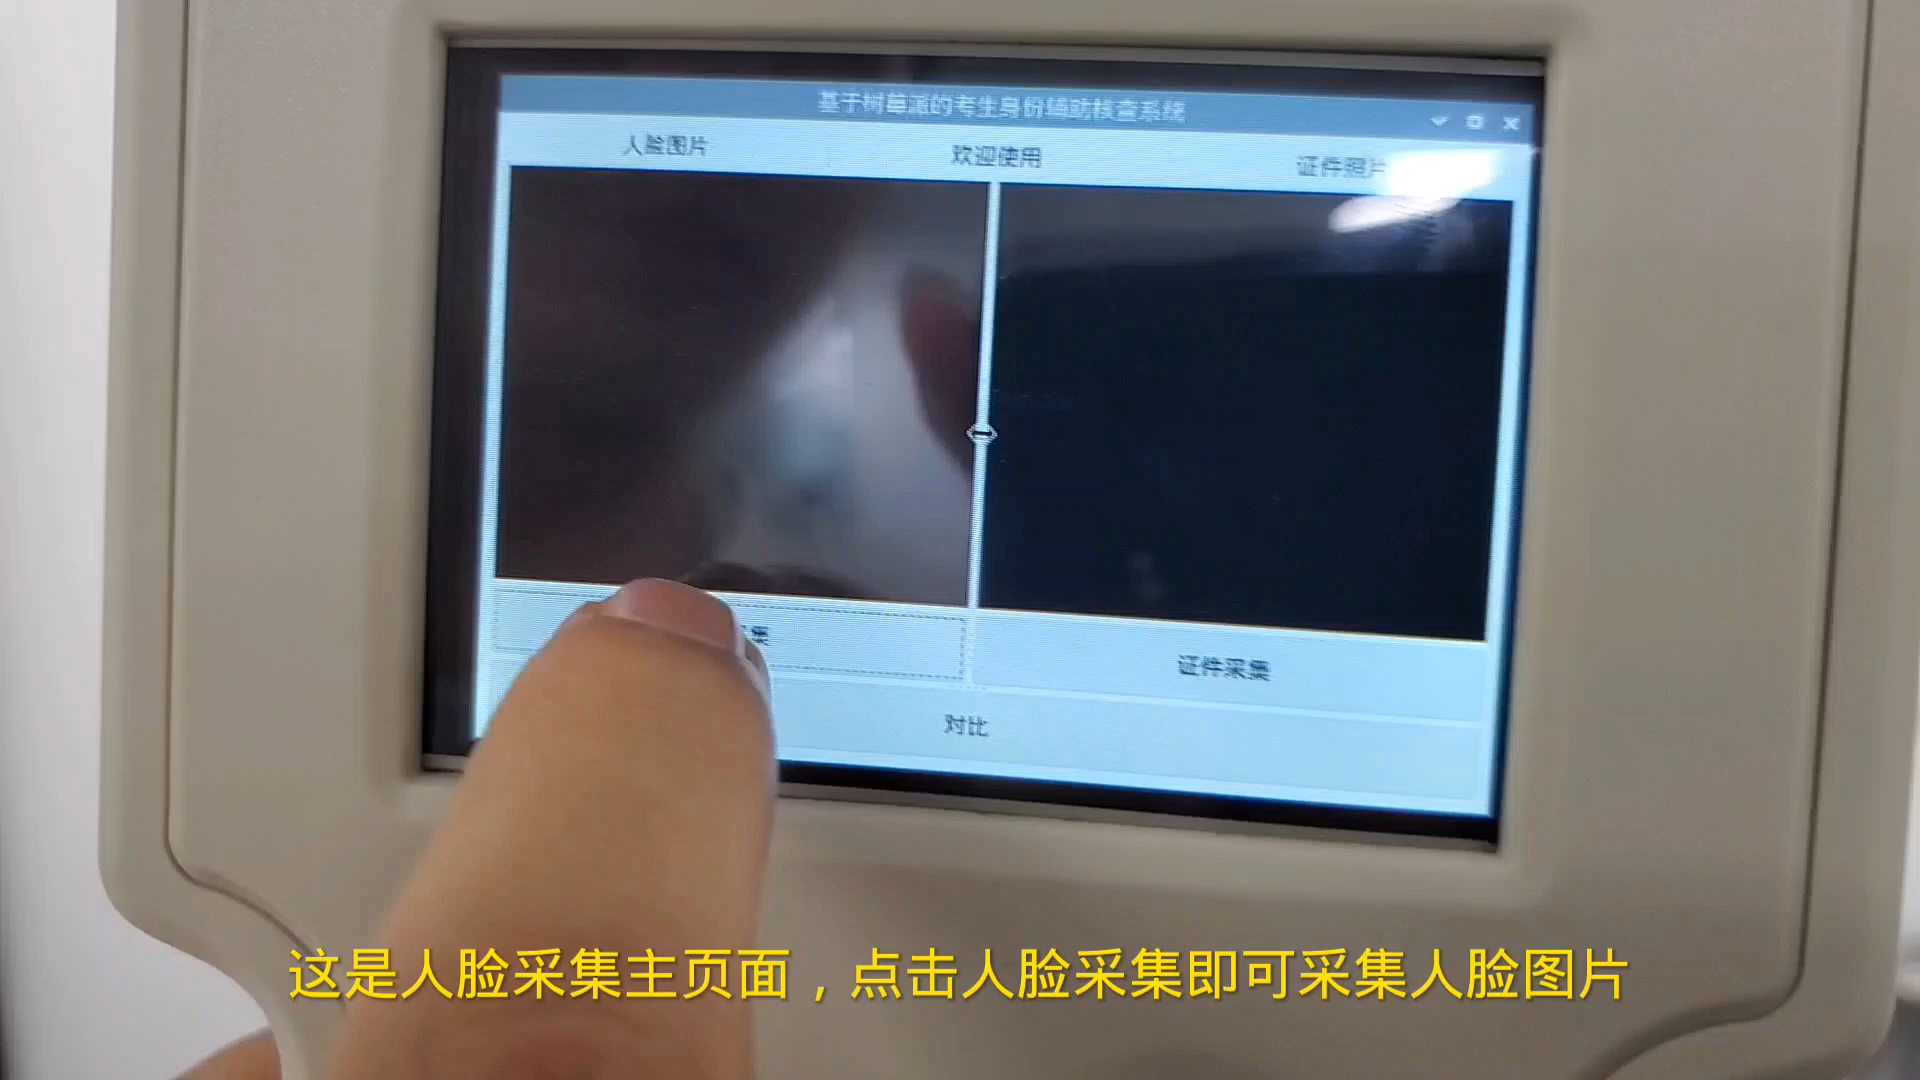 基于树莓派的考生身份辅助核查系统
人脸图片
欢迎使用
证件照片
集
证件采集
对比
这是人脸采集主页面，点击人脸采集即可采集人脸图片